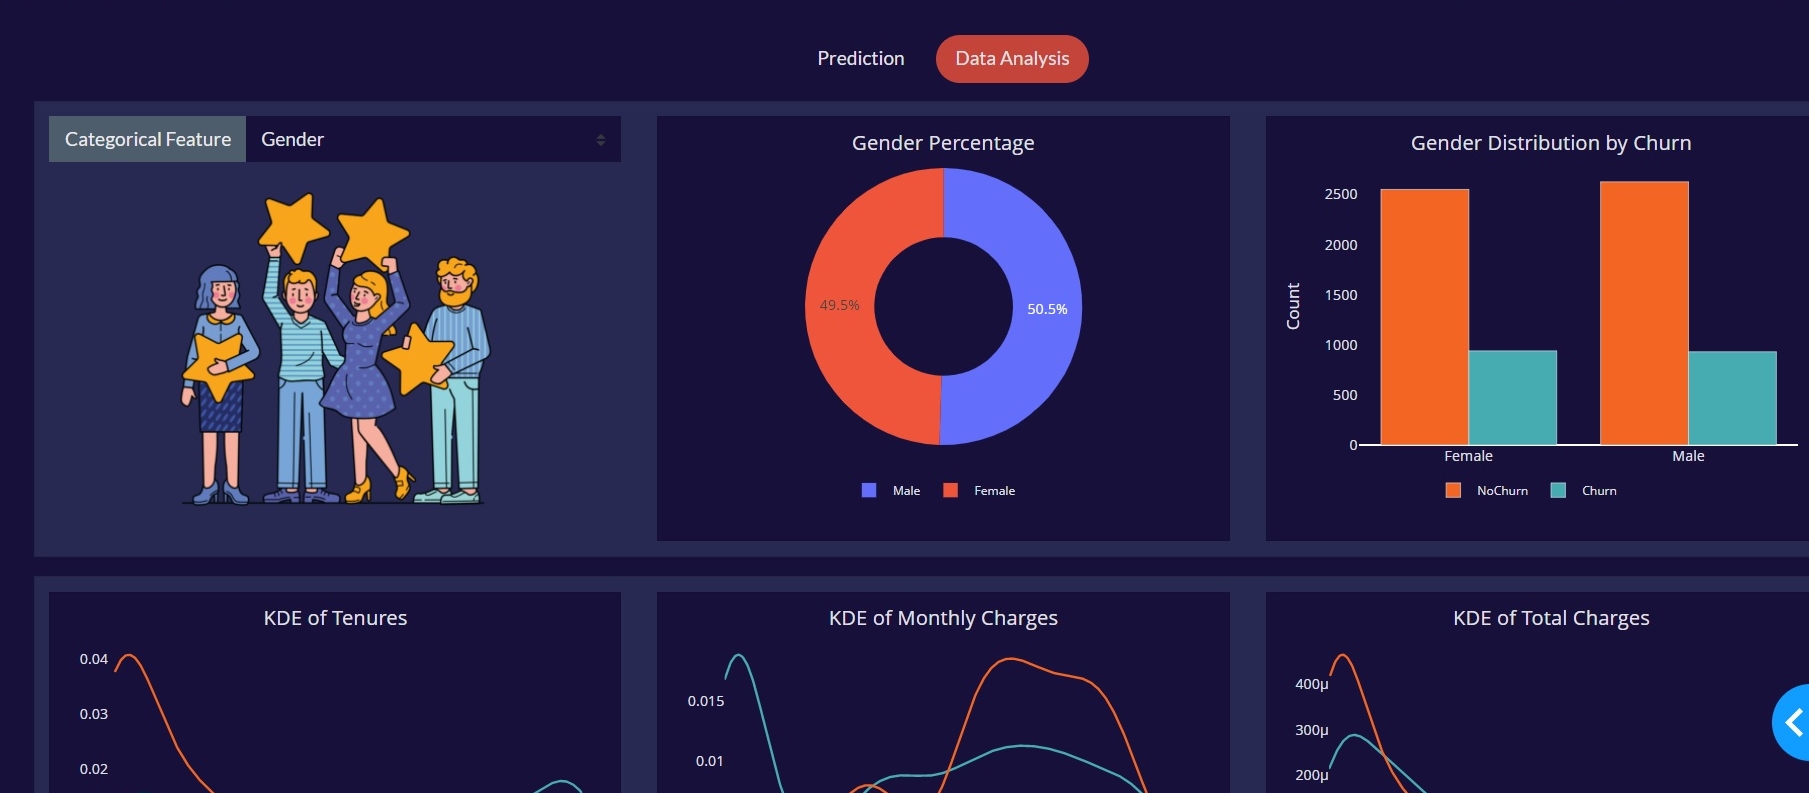 Prediction
Data Analysis
Categorical Feature
Gender
Gender Percentage
49.5%
50.5%
Male
Female
Gender Distribution by Churn
Count
2500
2000
1500
1000
500
0
Female
Male
NoChurn
Churn
KDE of Tenures
0.04
0.03
0.02
KDE of Monthly Charges
0.015
0.01
KDE of Total Charges
400μ
300μ
200μ